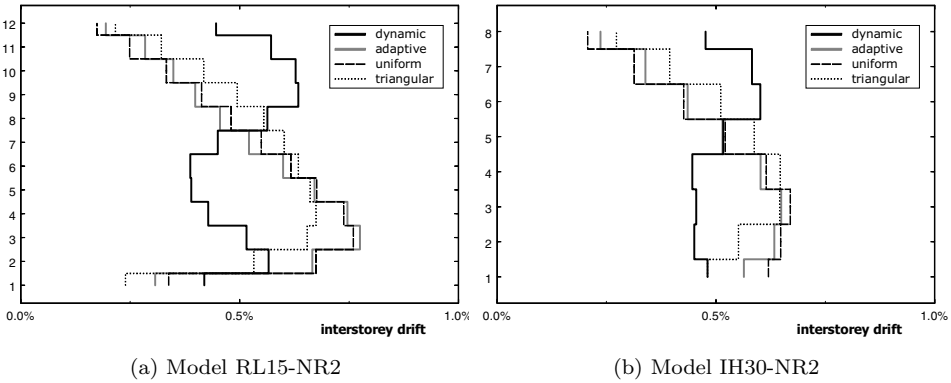 12
11
10
9
8
7
6
5
4
3
2
1
dynamic
adaptive
uniform
triangular
0.0%
0.5%
1.0%
interstorey drift
(a) Model RL15-NR2
8
7
6
5
4
3
2
1
dynamic
adaptive
uniform
triangular
0.0%
0.5%
1.0%
interstorey drift
(b) Model IH30-NR2